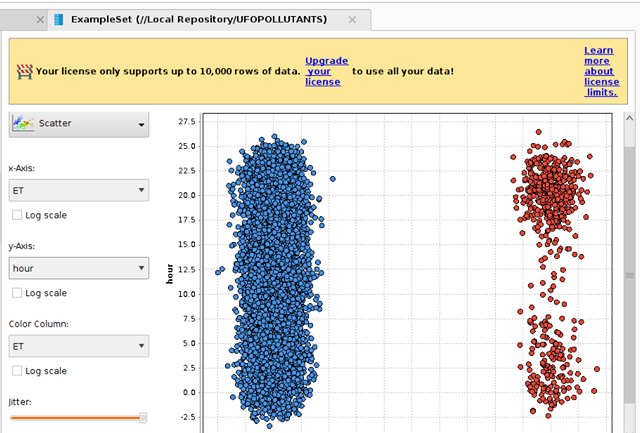 ExampleSet (//Local Repository/UFOPOLLUTANTS)
Your license only supports up to 10,000 rows of data. Upgrade your license to use all your data!
Learn more about license limits.
Scatter
x-Axis:
ET
Log scale
y-Axis:
hour
Log scale
Color Column:
ET
Log scale
Jitter:
hour
27.5
25.0
22.5
20.0
17.5
15.0
12.5
10.0
7.5
5.0
2.5
0.0
-2.5